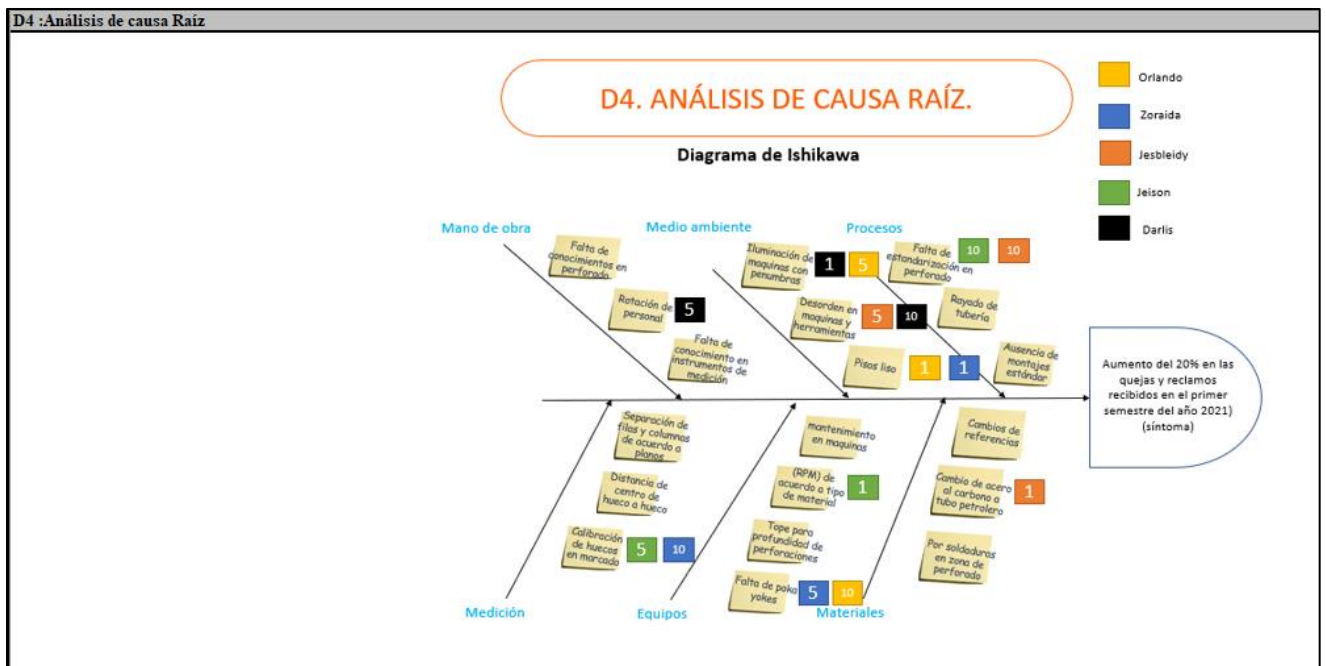 D4 :Análisis de causa Raíz
D4. ANÁLISIS DE CAUSA RAÍZ.
Diagrama de Ishikawa
Orlando
Zoraida
Jesbleidy
Jeison
Darlis
Mano de obra
Falta de
conocimientos en
perforado
Rotación de
personal
5
Falta de
conocimiento en
instrumentos de
medición
Medio ambiente
Iluminación de
maquinas con
penumbras
1
5
Desorden en
maquinas y
herramientas
5
10
Pisos liso
1
1
Procesos
Falta de
estandarización en
perforado
10
10
Rayado de
tubería
Ausencia de
montajes
estándar
Aumento del 20% en las
quejas y reclamos
recibidos en el primer
semestre del año 2021)
(síntoma)
Separación de
filas y columnas
de acuerdo a
planos
Distancia de
centro de
hueco a hueco
Calibración
de huecos
en marcado
5
10
Medición
mantenimiento
en maquinas
(RPM) de
acuerdo a tipo
de material
1
Tope para
profundidad de
perforaciones
Falta de poka
yokes
5
10
Equipos
Cambios de
referencias
Cambio de acero
al carbono a
tubo petrolero
1
Por soldaduras
en zona de
perforado
Materiales